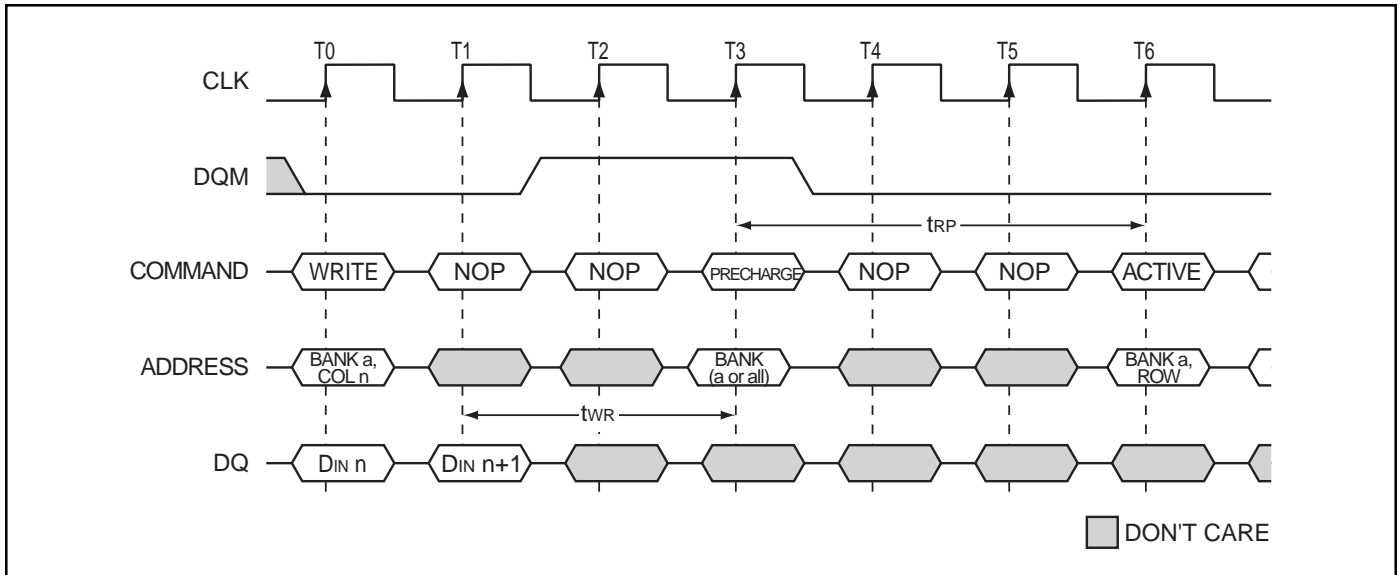 T0 T1 T2 T3 T4 T5 T6
CLK
DQM
tRP
COMMAND WRITE NOP NOP PRECHARGE NOP NOP ACTIVE
ADDRESS BANK a, COL n BANK (a or all) BANK a, ROW
tWR
DQ DIN n DIN n+1
DON'T CARE